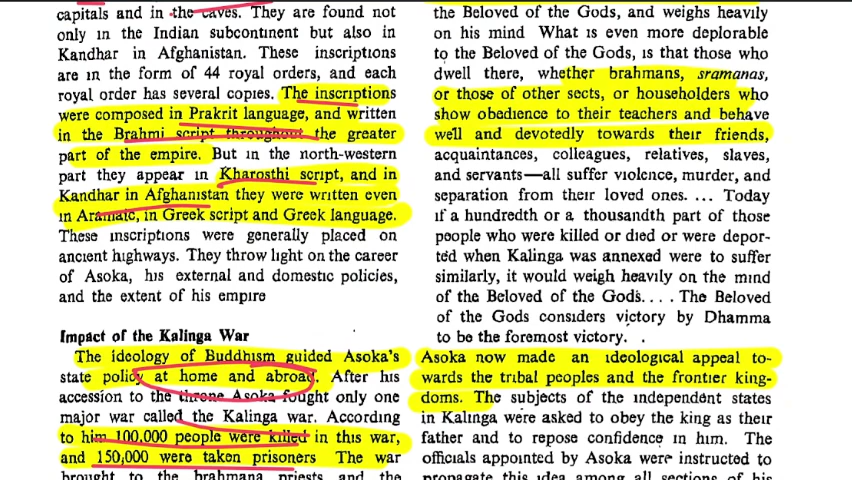 capitals and in the caves. They are found not
only in the Indian subcontinent but also in
Kandhar in Afghanistan. These inscriptions
are in the form of 44 royal orders, and each
royal order has several copies. The inscriptions
were composed in Prakrit language, and written
in the Brahmi script throughout the greater
part of the empire. But in the north-western
part they appear in Kharosthi script, and in
Kandhar in Afghanistan they were written even
in Aramaic, in Greek script and Greek language.
These inscriptions were generally placed on
ancient highways. They throw light on the career
of Asoka, his external and domestic policies,
and the extent of his empire
Impact of the Kalinga War
The ideology of Buddhism guided Asoka's
state policy at home and abroad. After his
accession to the throne Asoka fought only one
major war called the Kalinga war. According
to him 100,000 people were killed in this war,
and 150,000 were taken prisoners The war
brought to the brahmana priests and the
the Beloved of the Gods, and weighs heavily
on his mind What is even more deplorable
to the Beloved of the Gods, is that those who
dwell there, whether brahmans, sramanas,
or those of other sects, or householders who
show obedience to their teachers and behave
well and devotedly towards their friends,
acquaintances, colleagues, relatives, slaves,
and servants—all suffer violence, murder, and
separation from their loved ones. ... Today
if a hundredth or a thousandth part of those
people who were killed or died or were depor-
ted when Kalinga was annexed were to suffer
similarly, it would weigh heavily on the mind
of the Beloved of the Gods. . . . The Beloved
of the Gods considers victory by Dhamma
to be the foremost victory. .
Asoka now made an ideological appeal to-
wards the tribal peoples and the frontier king-
doms. The subjects of the independent states
in Kalinga were asked to obey the king as their
father and to repose confidence in him. The
officials appointed by Asoka were instructed to
propagate this idea among all sections of his